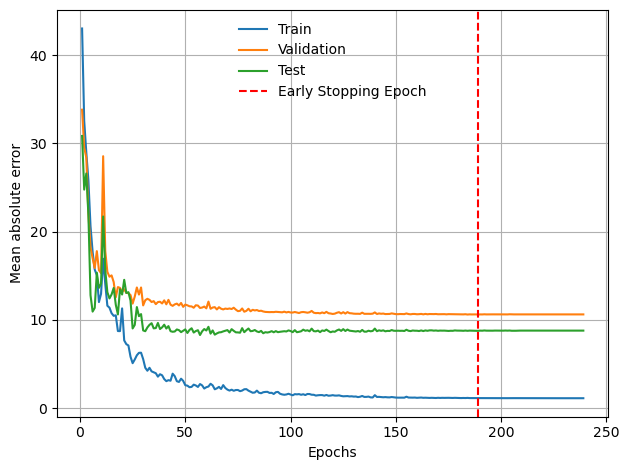 Train
Validation
Test
Early Stopping Epoch
Mean absolute error
40
30
20
10
0
0 50 100 150 200 250
Epochs